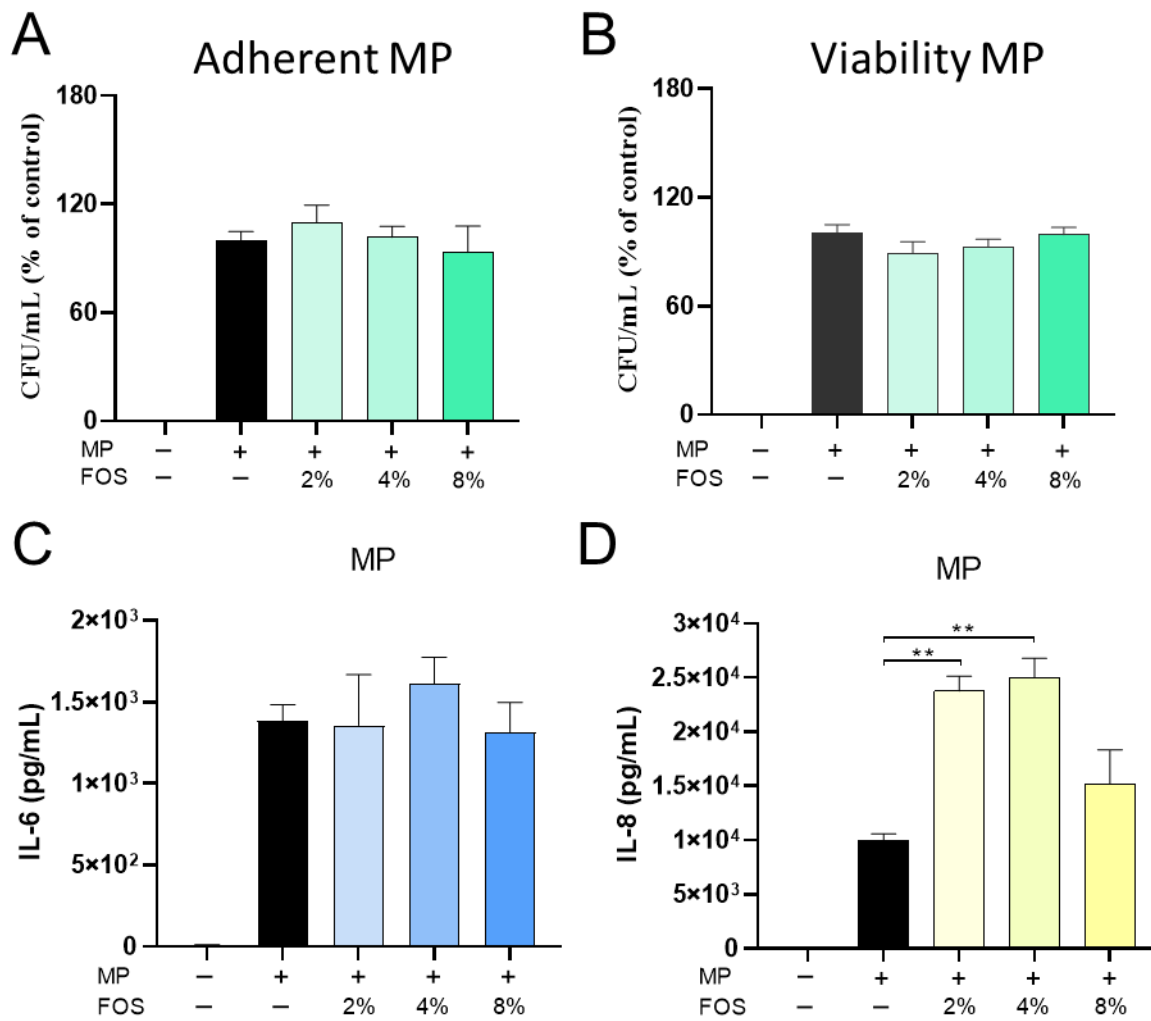 A
Adherent MP
CFU/mL (% of control)
180
120
60
0
MP – + + + +
FOS – – 2% 4% 8%
B
Viability MP
CFU/mL (% of control)
180
120
60
0
MP – + + + +
FOS – – 2% 4% 8%
C
MP
IL-6 (pg/mL)
2×10³
1.5×10³
1×10³
5×10²
0
MP – + + + +
FOS – – 2% 4% 8%
D
MP
IL-8 (pg/mL)
3×10⁴
2.5×10⁴
2×10⁴
1.5×10⁴
1×10⁴
5×10³
0
**
**
MP – + + + +
FOS – – 2% 4% 8%